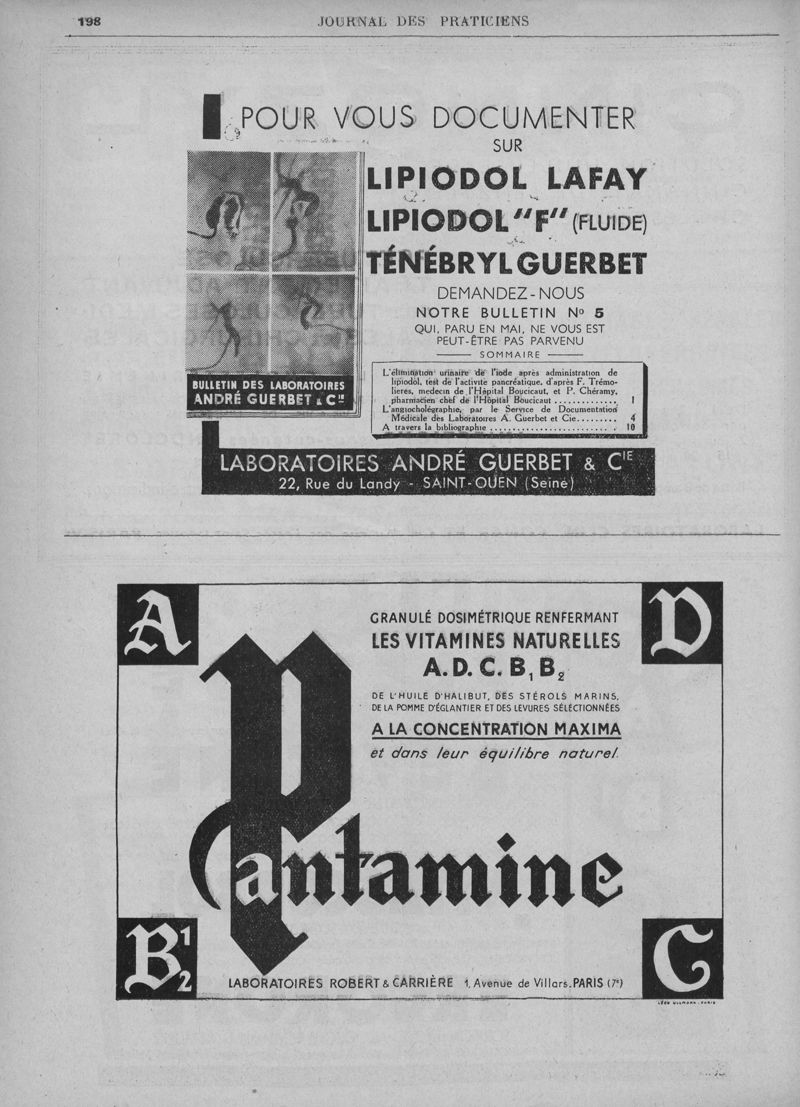 198
JOURNAL DES PRATICIENS
POUR VOUS DOCUMENTER
SUR
LIPIODOL LAFAY
LIPIODOL "F" (FLUIDE)
TÉNÉBRYL GUERBET
DEMANDEZ-NOUS
NOTRE BULLETIN No 5
QUI, PARU EN MAI, NE VOUS EST
PEUT-ÊTRE PAS PARVENU
SOMMAIRE
L'élimination urinaire de l'iode après administration de
lipiodol, test de l'activité pancréatique, d'après F. Trémo-
lières, médecin de l'Hôpital Boucicaut, et P. Chéramy,
pharmacien chef de l'Hôpital Boucicaut ............ 1
L'angiocholégraphie, par le Service de Documentation
Médicale des Laboratoires A. Guerbet et Cie........ 4
A travers la bibliographie ........................ 10
BULLETIN DES LABORATOIRES
ANDRÉ GUERBET & Cie
LABORATOIRES ANDRÉ GUERBET & CIE
22, Rue du Landy - SAINT-OUEN (Seine)
A
D
GRANULÉ DOSIMÉTRIQUE RENFERMANT
LES VITAMINES NATURELLES
A. D. C. B1 B2
DE L'HUILE D'HALIBUT, DES STÉROLS MARINS,
DE LA POMME D'ÉGLANTIER ET DES LEVURES SÉLÉCTIONNÉES
A LA CONCENTRATION MAXIMA
et dans leur équilibre naturel.
Pantamine
B1 2
C
LABORATOIRES ROBERT & CARRIÈRE 1, Avenue de Villars. PARIS (7e)
LÉON ULLMANN - PARIS